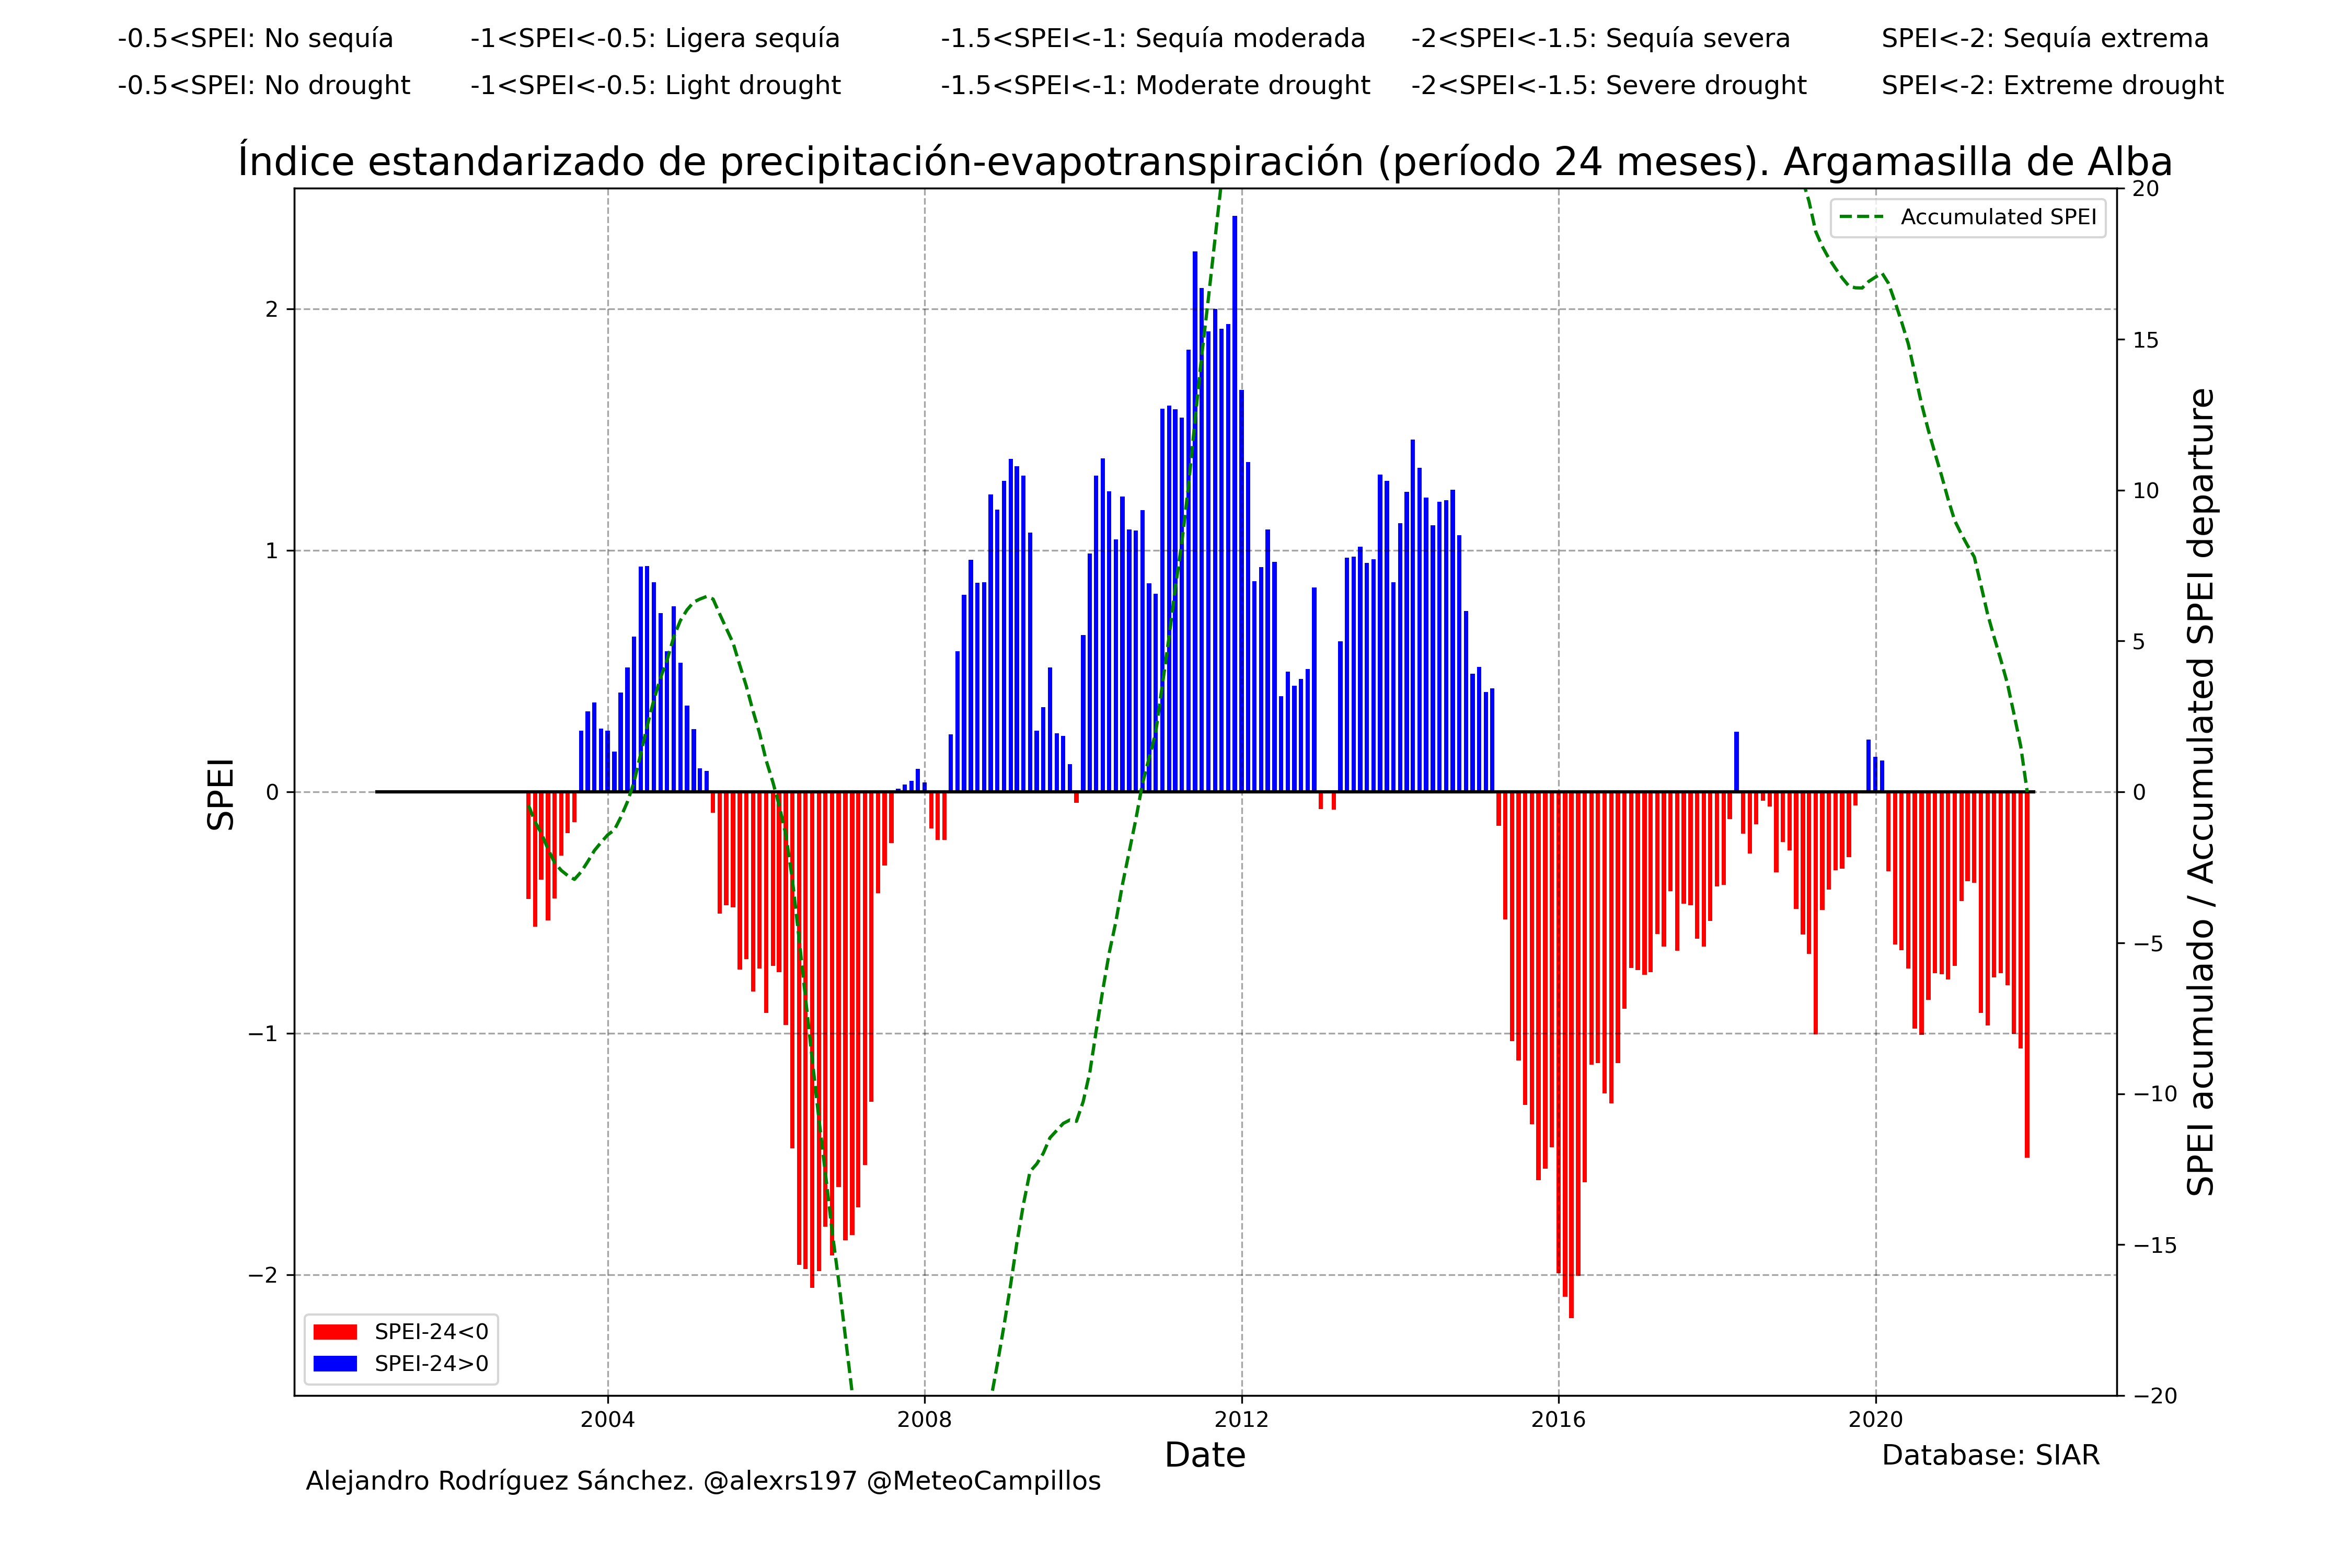 -0.5<SPEI: No sequía -1<SPEI<-0.5: Ligera sequía -1.5<SPEI<-1: Sequía moderada -2<SPEI<-1.5: Sequía severa SPEI<-2: Sequía extrema
-0.5<SPEI: No drought -1<SPEI<-0.5: Light drought -1.5<SPEI<-1: Moderate drought -2<SPEI<-1.5: Severe drought SPEI<-2: Extreme drought
Índice estandarizado de precipitación-evapotranspiración (período 24 meses). Argamasilla de Alba
Accumulated SPEI
SPEI
2
1
0
−1
−2
20
15
10
5
0
−5
−10
−15
−20
SPEI acumulado / Accumulated SPEI departure
SPEI-24<0
SPEI-24>0
2004 2008 2012 2016 2020
Date
Database: SIAR
Alejandro Rodríguez Sánchez. @alexrs197 @MeteoCampillos